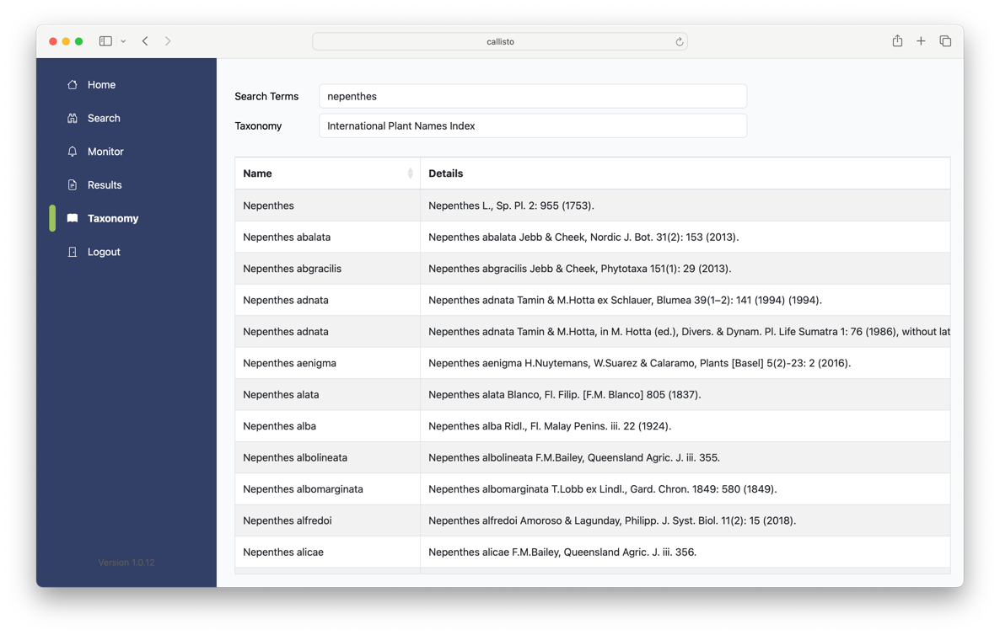 callisto
Home
Search
Monitor
Results
Taxonomy
Logout
Version 1.0.12
Search Terms nepenthes
Taxonomy International Plant Names Index
Name Details
Nepenthes Nepenthes L., Sp. Pl. 2: 955 (1753).
Nepenthes abalata Nepenthes abalata Jebb & Cheek, Nordic J. Bot. 31(2): 153 (2013).
Nepenthes abgracilis Nepenthes abgracilis Jebb & Cheek, Phytotaxa 151(1): 29 (2013).
Nepenthes adnata Nepenthes adnata Tamin & M.Hotta ex Schlauer, Blumea 39(1–2): 141 (1994) (1994).
Nepenthes adnata Nepenthes adnata Tamin & M.Hotta, in M. Hotta (ed.), Divers. & Dynam. Pl. Life Sumatra 1: 76 (1986), without lat
Nepenthes aenigma Nepenthes aenigma H.Nuytemans, W.Suarez & Calaramo, Plants [Basel] 5(2)-23: 2 (2016).
Nepenthes alata Nepenthes alata Blanco, Fl. Filip. [F.M. Blanco] 805 (1837).
Nepenthes alba Nepenthes alba Ridl., Fl. Malay Penins. iii. 22 (1924).
Nepenthes albolineata Nepenthes albolineata F.M.Bailey, Queensland Agric. J. iii. 355.
Nepenthes albomarginata Nepenthes albomarginata T.Lobb ex Lindl., Gard. Chron. 1849: 580 (1849).
Nepenthes alfredoi Nepenthes alfredoi Amoroso & Lagunday, Philipp. J. Syst. Biol. 11(2): 15 (2018).
Nepenthes alicae Nepenthes alicae F.M.Bailey, Queensland Agric. J. iii. 356.